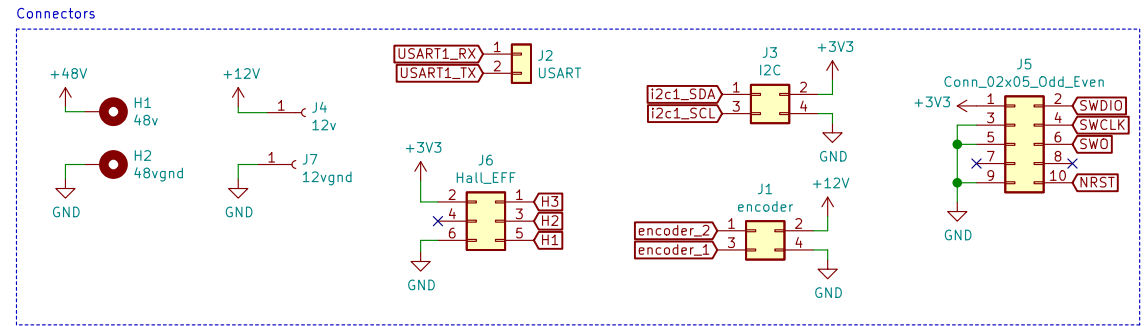 Connectors
+48V
H1
48v
H2
48vgnd
GND
+12V
1
J4
12v
1
J7
12vgnd
GND
USART1_RX
1
USART1_TX
2
J2
USART
+3V3
J6
Hall_EFF
2
1
H3
4
3
H2
6
5
H1
GND
J3
I2C
+3V3
i2c1_SDA
1
2
i2c1_SCL
3
4
GND
J1
encoder
+12V
encoder_2
1
2
encoder_1
3
4
GND
J5
Conn_02x05_Odd_Even
+3V3
1
2
SWDIO
3
4
SWCLK
5
6
SWO
7
8
9
10
NRST
GND